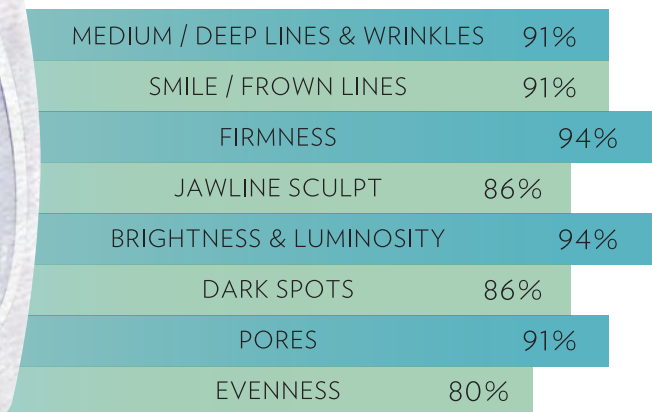 MEDIUM / DEEP LINES & WRINKLES 91%
SMILE / FROWN LINES 91%
FIRMNESS 94%
JAWLINE SCULPT 86%
BRIGHTNESS & LUMINOSITY 94%
DARK SPOTS 86%
PORES 91%
EVENNESS 80%